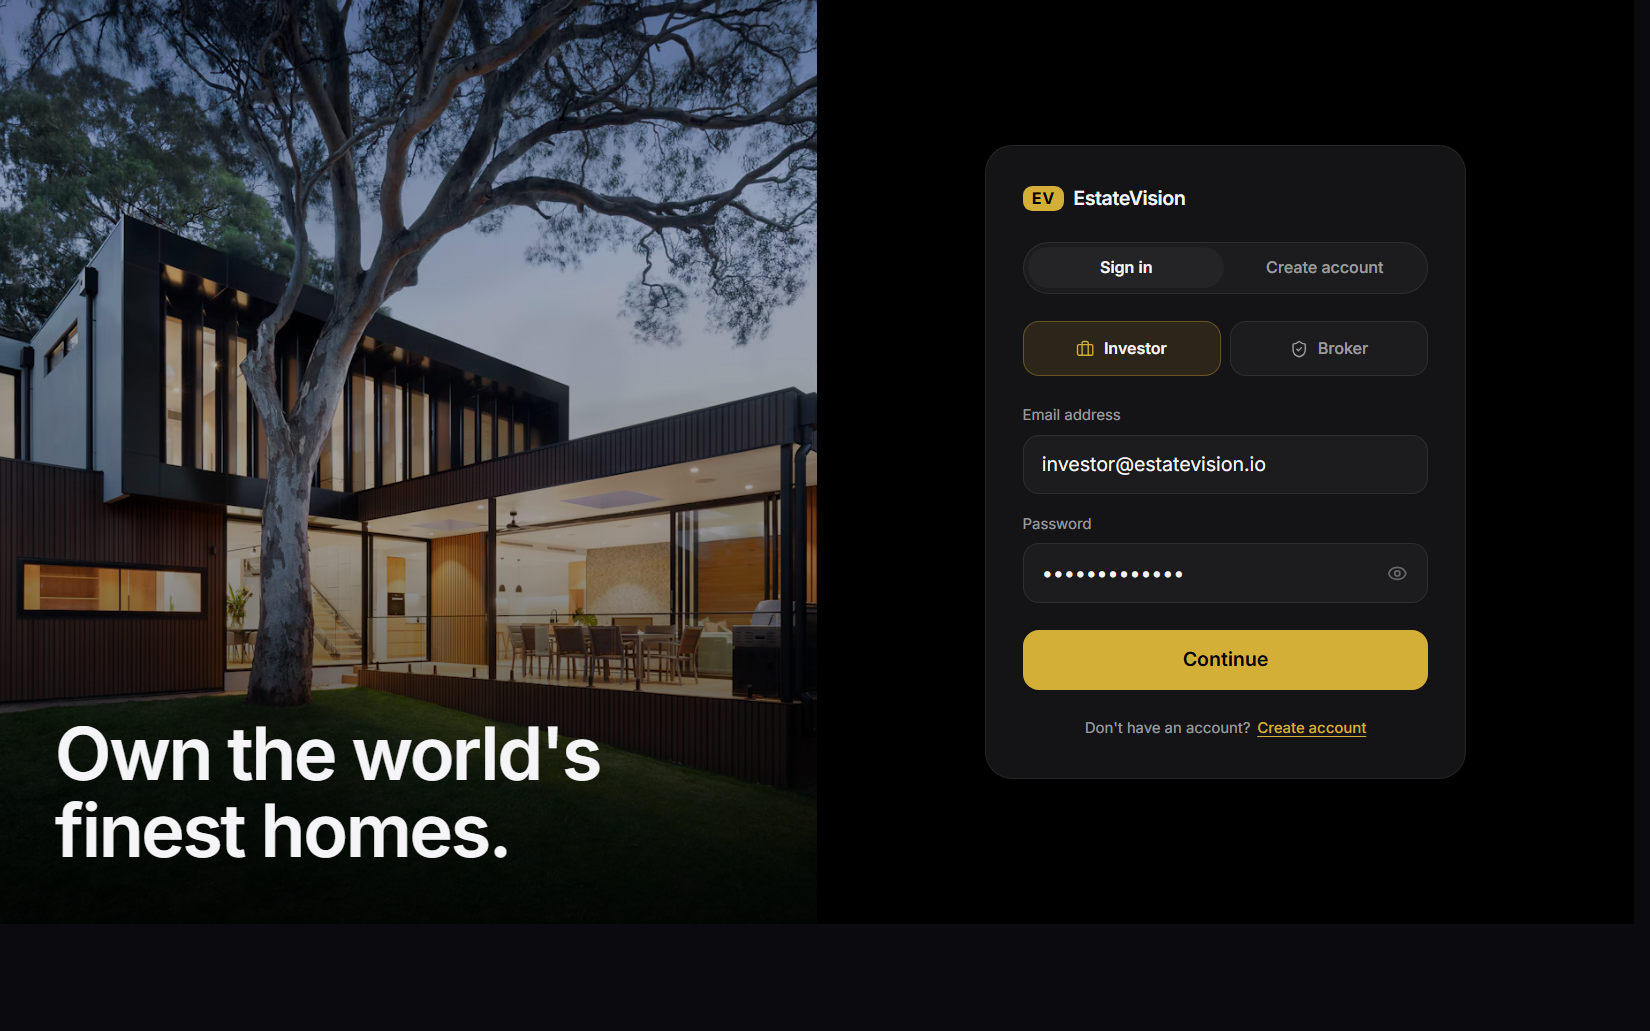 Own the world's
finest homes.
EV EstateVision
Sign in Create account
Investor Broker
Email address
investor@estatevision.io
Password
•••••••••••••
Continue
Don't have an account? Create account